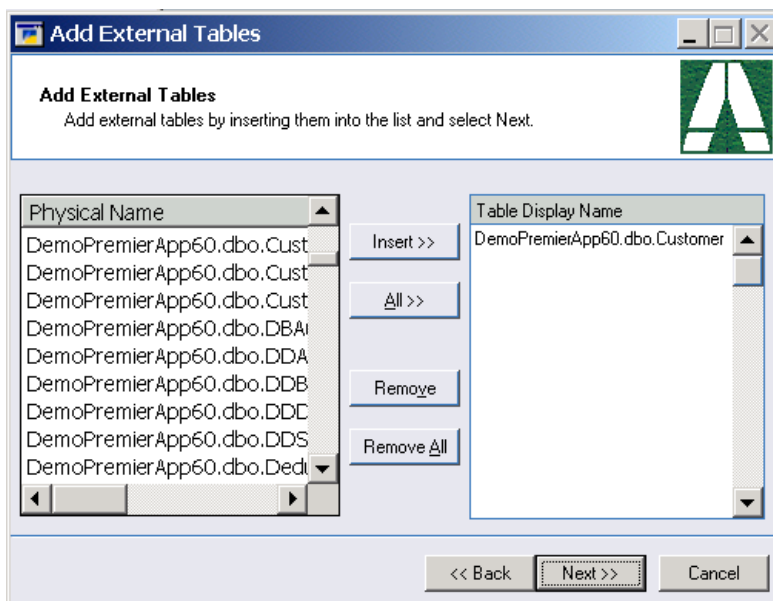 Add External Tables
Add External Tables
Add external tables by inserting them into the list and select Next.
Physical Name
DemoPremierApp60.dbo.Cust
DemoPremierApp60.dbo.Cust
DemoPremierApp60.dbo.Cust
DemoPremierApp60.dbo.DBA
DemoPremierApp60.dbo.DDA
DemoPremierApp60.dbo.DDB
DemoPremierApp60.dbo.DDD
DemoPremierApp60.dbo.DDS
DemoPremierApp60.dbo.Dedu
Insert >>
All >>
Remove
Remove All
Table Display Name
DemoPremierApp60.dbo.Customer
<< Back
Next >>
Cancel